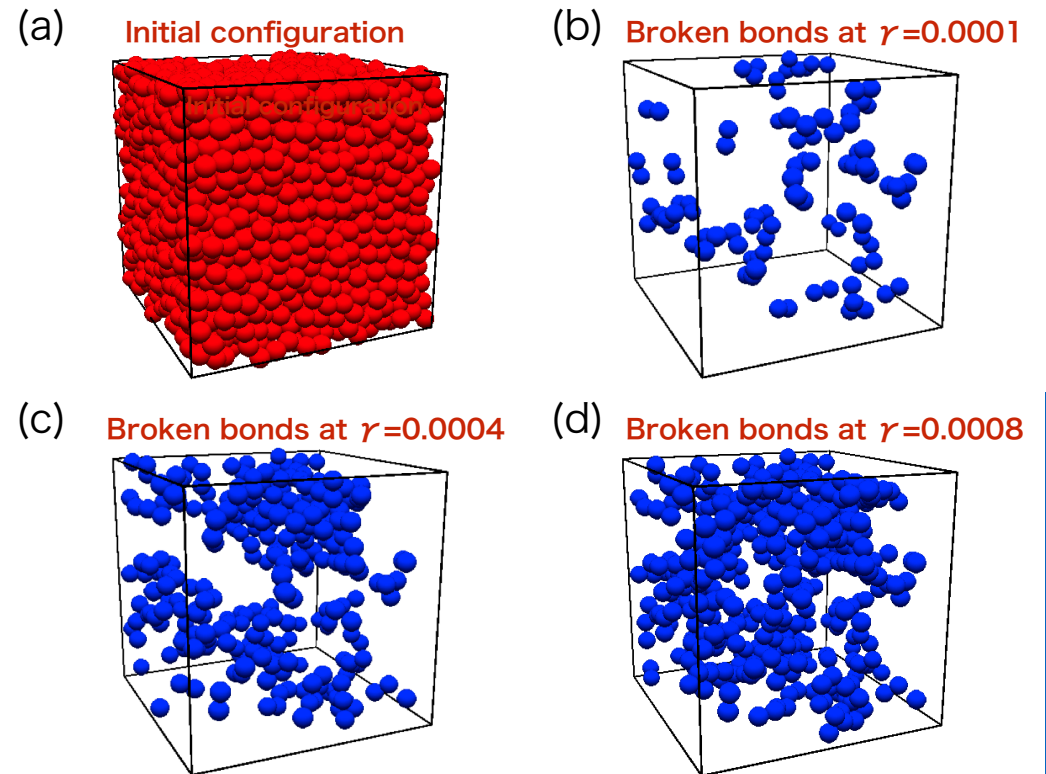 (a)
Initial configuration
Initial configuration
(b)
Broken bonds at γ=0.0001
(c)
Broken bonds at γ=0.0004
(d)
Broken bonds at γ=0.0008